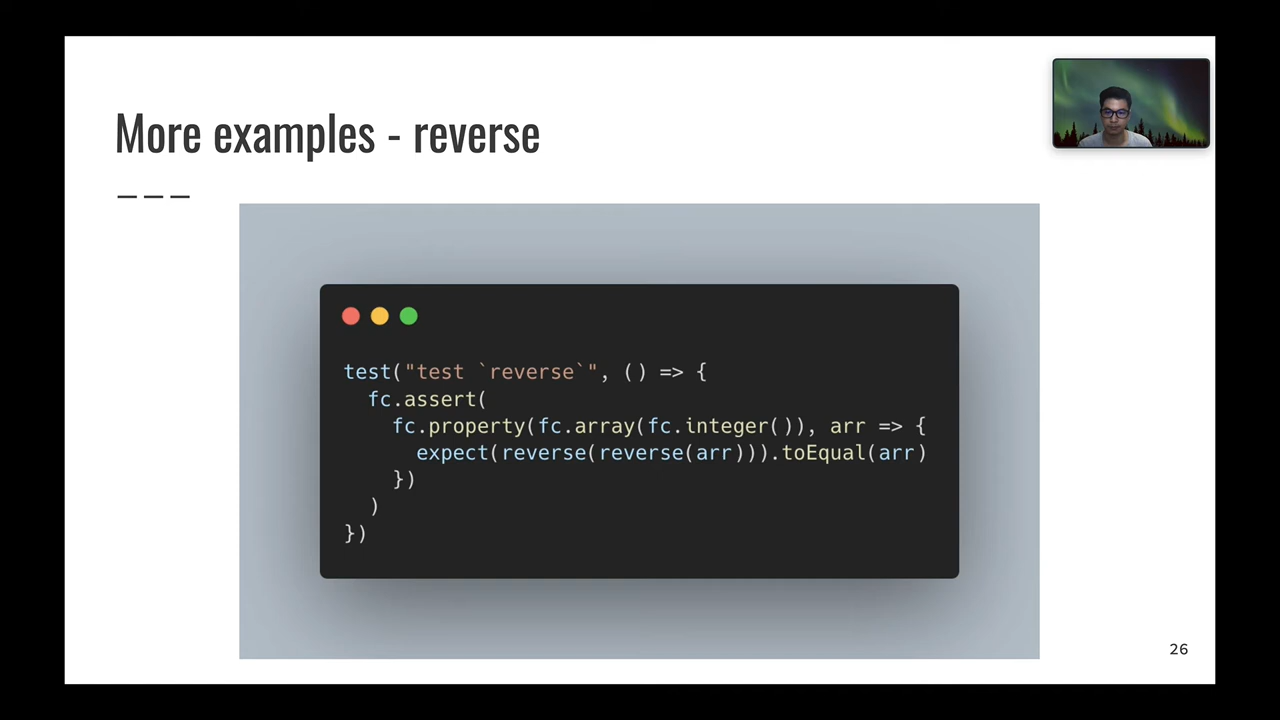 More examples - reverse
test("test `reverse`", () => {
fc.assert(
fc.property(fc.array(fc.integer()), arr => {
expect(reverse(reverse(arr))).toEqual(arr)
})
)
})
26